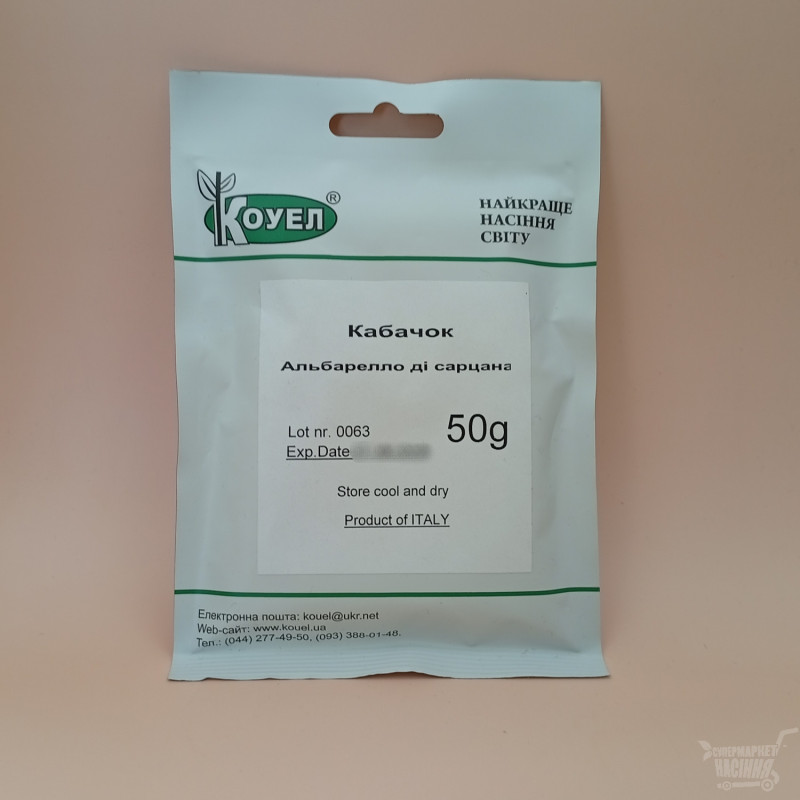 КОУЕЛ®
НАЙКРАЩЕ
НАСІННЯ
СВІТУ
Кабачок
Альбарелло ді сарцана
Lot nr. 0063
50g
Exp.Date
Store cool and dry
Product of ITALY
Електронна пошта: kouel@ukr.net
Web-сайт: www.kouel.ua
Тел.: (044) 277-49-50, (093) 388-01-48.
СУПЕРМАРКЕТ
НАСІННЯ